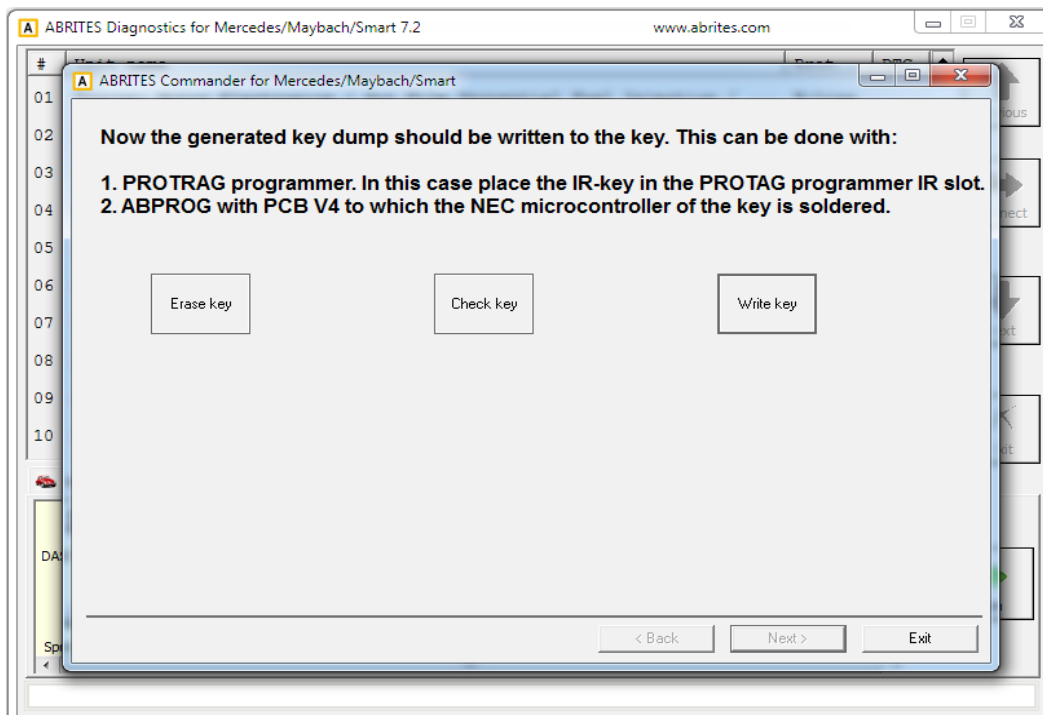 ABRITES Diagnostics for Mercedes/Maybach/Smart 7.2 www.abrites.com
#
ABRITES Commander for Mercedes/Maybach/Smart
01
02
03
04
05
06
07
08
09
10
Now the generated key dump should be written to the key. This can be done with:
1. PROTRAG programmer. In this case place the IR-key in the PROTAG programmer IR slot.
2. ABPROG with PCB V4 to which the NEC microcontroller of the key is soldered.
Erase key Check key Write key
< Back Next > Exit